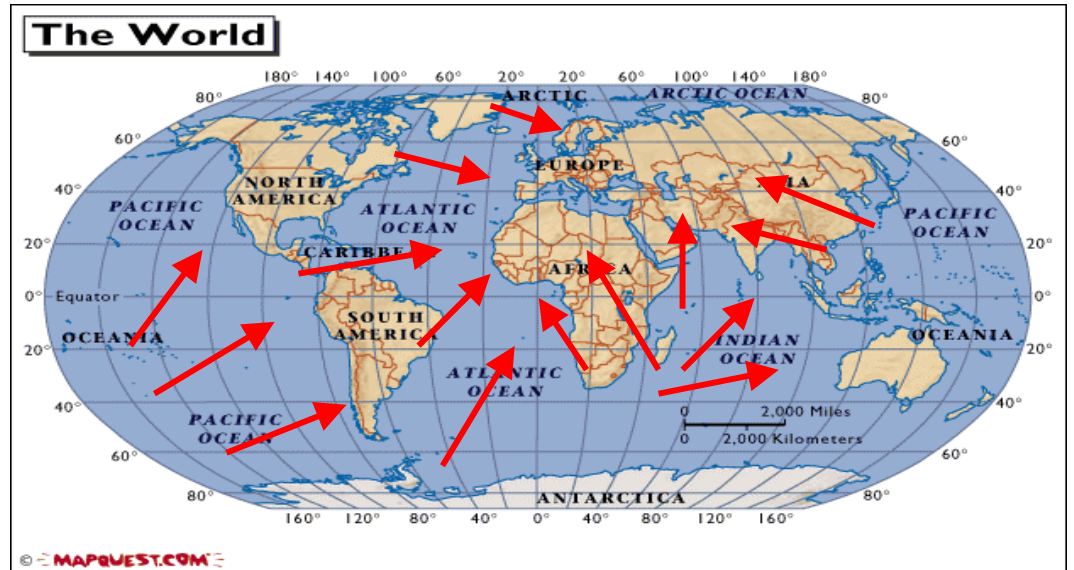 The World
180° 140° 100° 60° 20° 20° 60° 100° 140° 180°
ARCTIC
ARCTIC OCEAN
80° 80°
60° 60°
EUROPE
NORTH
AMERICA
IA
40° 40°
PACIFIC
OCEAN
ATLANTIC
OCEAN
PACIFIC
OCEAN
20° 20°
CARIBBE
AFRICA
0° Equator 0°
SOUTH
AMERICA
OCEANIA
OCEANIA
INDIAN
OCEAN
20° 20°
ATLANTIC
OCEAN
40° 40°
PACIFIC
OCEAN
0 2,000 Miles
0 2,000 Kilometers
60° 60°
80° 80°
ANTARCTICA
160° 120° 80° 40° 0° 40° 80° 120° 160°
© MAPQUEST.COM